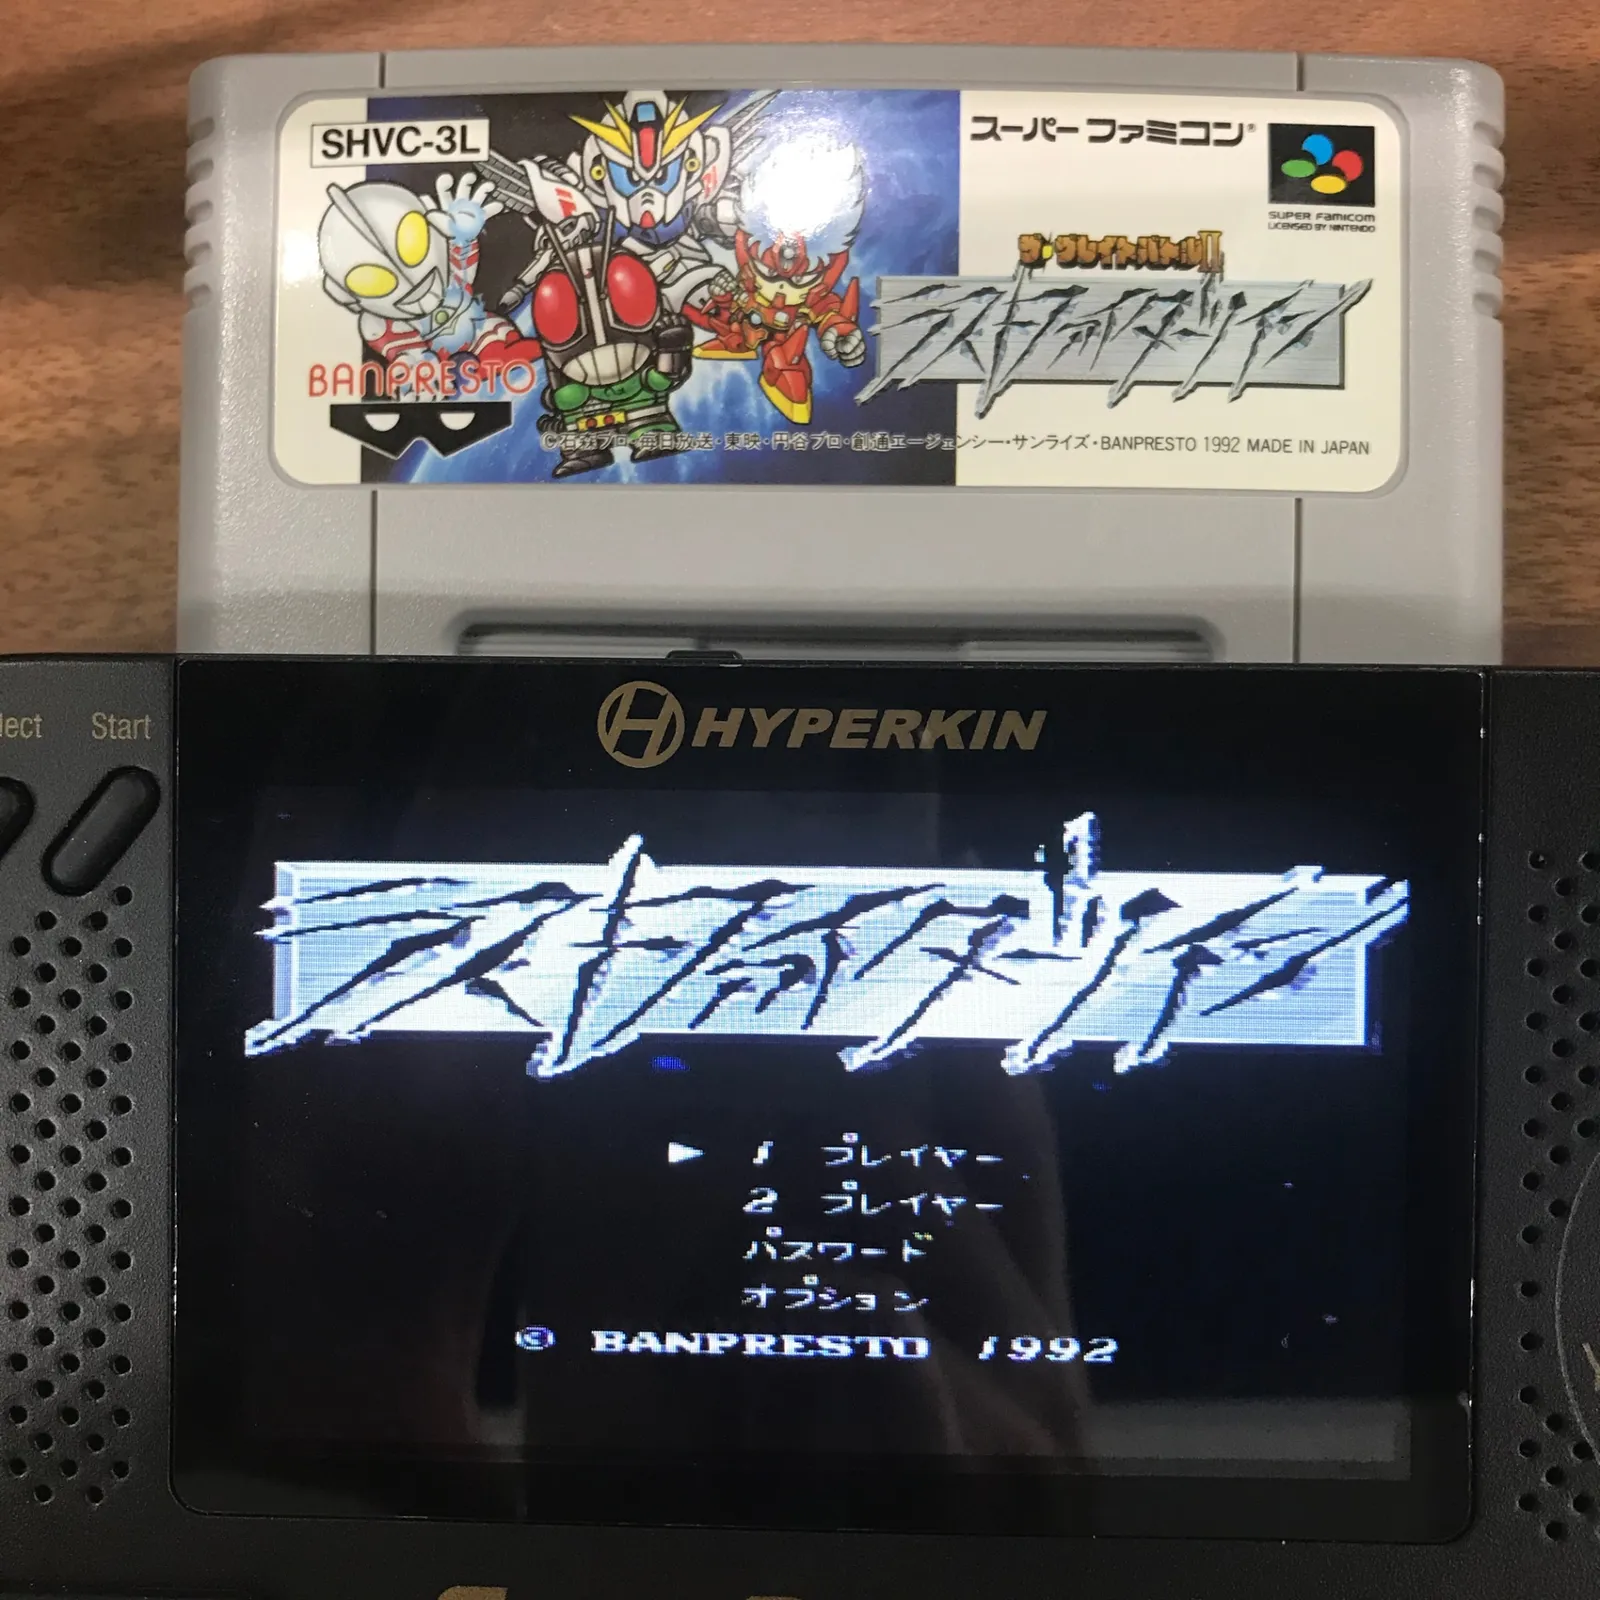 SHVC-3L
スーパーファミコン®
SUPER FAMICOM
LICENSED BY NINTENDO
ザ・グレイトバトルII
ラストファイターツイン
BANPRESTO
©石森プロ・毎日放送・東映・円谷プロ・創通エージェンシー・サンライズ・BANPRESTO 1992 MADE IN JAPAN
lect Start
HYPERKIN
ラストファイターツイン
1 プレイヤー
2 プレイヤー
パスワード
オプション
© BANPRESTO 1992